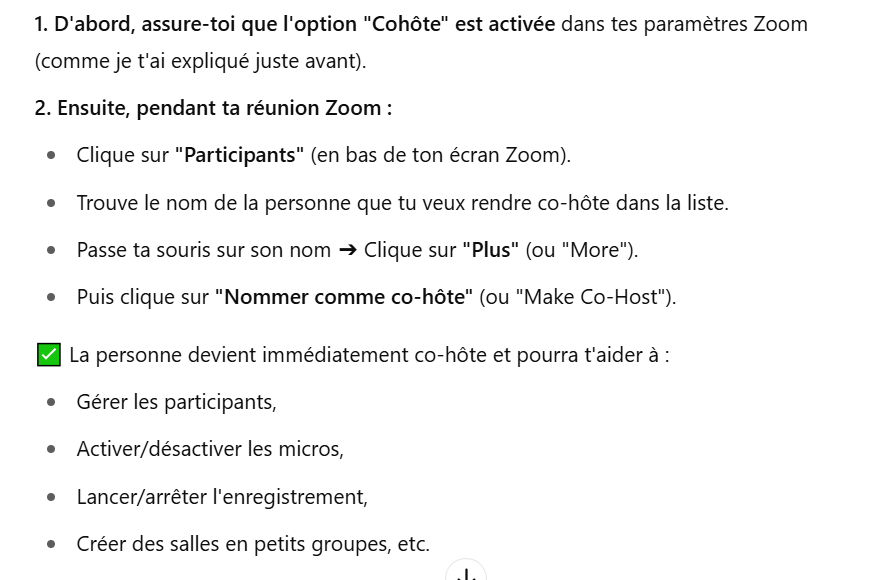 1. D'abord, assure-toi que l'option "Cohôte" est activée dans tes paramètres Zoom
(comme je t'ai expliqué juste avant).
2. Ensuite, pendant ta réunion Zoom :
• Clique sur "Participants" (en bas de ton écran Zoom).
• Trouve le nom de la personne que tu veux rendre co-hôte dans la liste.
• Passe ta souris sur son nom ➔ Clique sur "Plus" (ou "More").
• Puis clique sur "Nommer comme co-hôte" (ou "Make Co-Host").
✅ La personne devient immédiatement co-hôte et pourra t'aider à :
• Gérer les participants,
• Activer/désactiver les micros,
• Lancer/arrêter l'enregistrement,
• Créer des salles en petits groupes, etc.